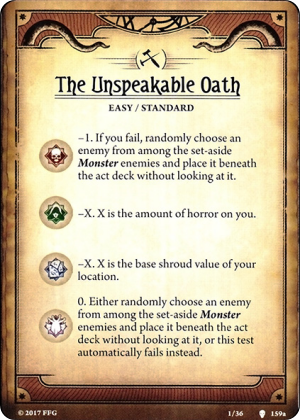 The Unspeakable Oath
EASY / STANDARD
–1. If you fail, randomly choose an
enemy from among the set-aside
Monster enemies and place it beneath
the act deck without looking at it.
–X. X is the amount of horror on you.
–X. X is the base shroud value of your
location.
0. Either randomly choose an enemy
from among the set-aside Monster
enemies and place it beneath the act
deck without looking at it, or this test
automatically fails instead.
© 2017 FFG
1/36
159a